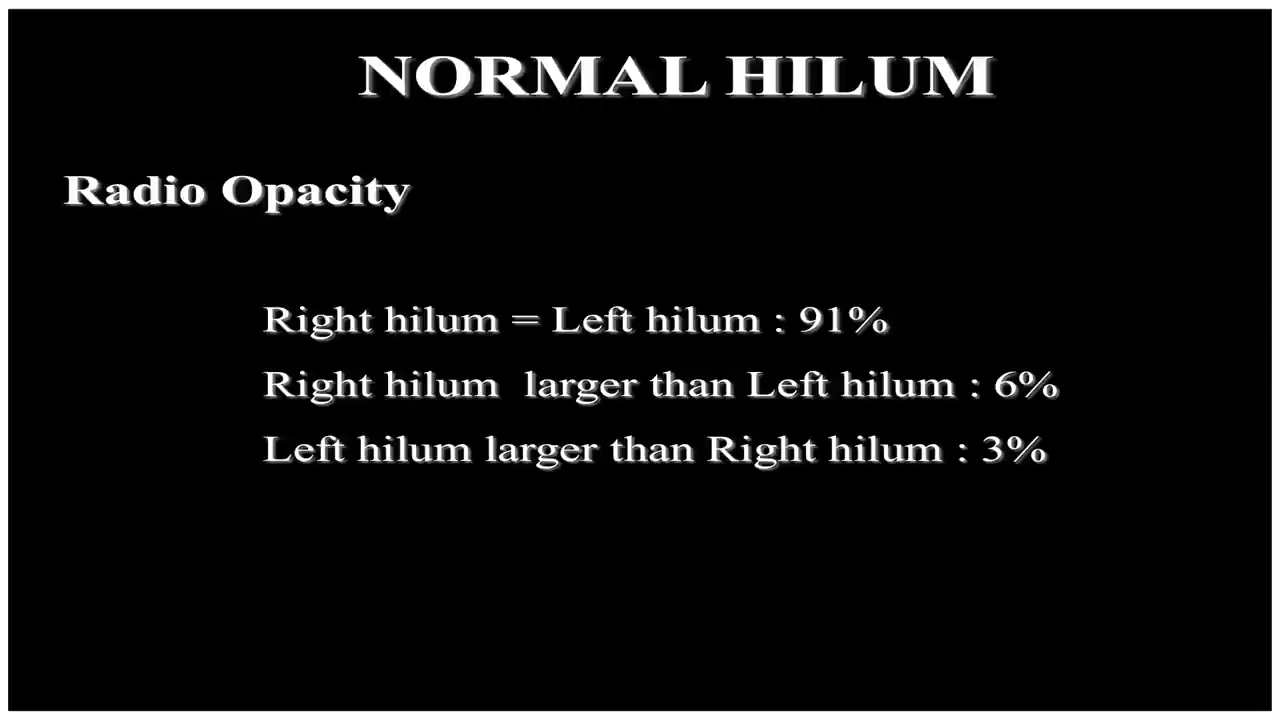 NORMAL HILUM
Radio Opacity
Right hilum = Left hilum : 91%
Right hilum larger than Left hilum : 6%
Left hilum larger than Right hilum : 3%